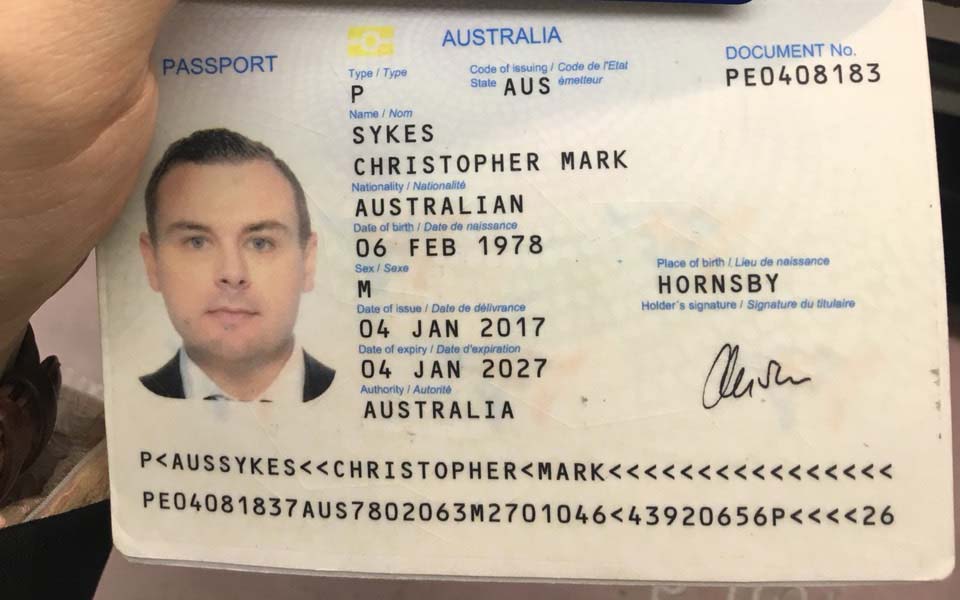 PASSPORT
AUSTRALIA
Type / Type
P
Code of issuing / Code de l'Etat
State AUS émetteur
DOCUMENT No.
PE0408183
Name / Nom
SYKES
CHRISTOPHER MARK
Nationality / Nationalité
AUSTRALIAN
Date of birth / Date de naissance
06 FEB 1978
Sex / Sexe
M
Place of birth / Lieu de naissance
HORNSBY
Holder's signature / Signature du titulaire
Date of issue / Date de délivrance
04 JAN 2017
Date of expiry / Date d'expiration
04 JAN 2027
Authority / Autorité
AUSTRALIA
P<AUSSYKES<<CHRISTOPHER<MARK<<<<<<<<<<<<<<<<<
PE04081837AUS7802063M2701046<43920656P<<<<26